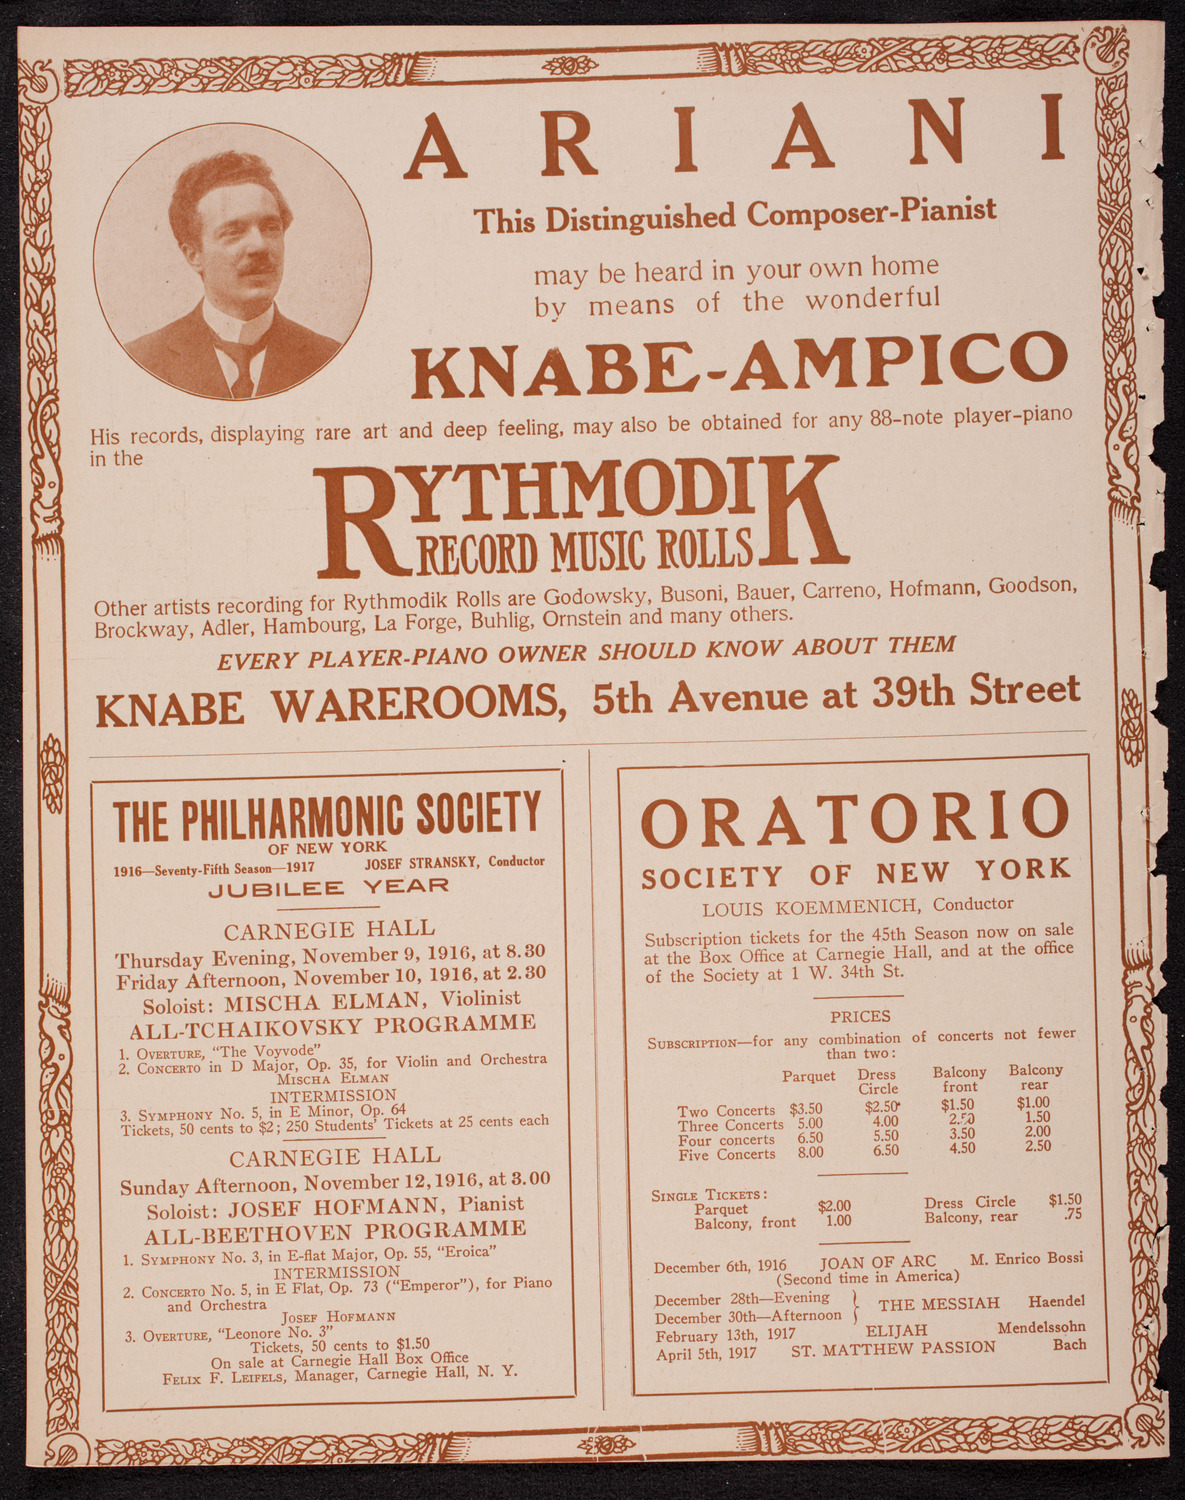 ARIANI
This Distinguished Composer-Pianist
may be heard in your own home
by means of the wonderful
KNABE-AMPICO
His records, displaying rare art and deep feeling, may also be obtained for any 88-note player-piano
in the
RYTHMODIK
RECORD MUSIC ROLLS
Other artists recording for Rythmodik Rolls are Godowsky, Busoni, Bauer, Carreno, Hofmann, Goodson,
Brockway, Adler, Hambourg, La Forge, Buhlig, Ornstein and many others.
EVERY PLAYER-PIANO OWNER SHOULD KNOW ABOUT THEM
KNABE WAREROOMS, 5th Avenue at 39th Street
THE PHILHARMONIC SOCIETY
OF NEW YORK
1916—Seventy-Fifth Season—1917 JOSEF STRANSKY, Conductor
JUBILEE YEAR
CARNEGIE HALL
Thursday Evening, November 9, 1916, at 8.30
Friday Afternoon, November 10, 1916, at 2.30
Soloist: MISCHA ELMAN, Violinist
ALL-TCHAIKOVSKY PROGRAMME
1. OVERTURE, "The Voyvode"
2. CONCERTO in D Major, Op. 35, for Violin and Orchestra
MISCHA ELMAN
INTERMISSION
3. SYMPHONY No. 5, in E Minor, Op. 64
Tickets, 50 cents to $2; 250 Students' Tickets at 25 cents each
CARNEGIE HALL
Sunday Afternoon, November 12, 1916, at 3.00
Soloist: JOSEF HOFMANN, Pianist
ALL-BEETHOVEN PROGRAMME
1. SYMPHONY No. 3, in E-flat Major, Op. 55, "Eroica"
INTERMISSION
2. CONCERTO No. 5, in E Flat, Op. 73 ("Emperor"), for Piano
and Orchestra
JOSEF HOFMANN
3. OVERTURE, "Leonore No. 3"
Tickets, 50 cents to $1.50
On sale at Carnegie Hall Box Office
FELIX F. LEIFELS, Manager, Carnegie Hall, N. Y.
ORATORIO
SOCIETY OF NEW YORK
LOUIS KOEMMENICH, Conductor
Subscription tickets for the 45th Season now on sale
at the Box Office at Carnegie Hall, and at the office
of the Society at 1 W. 34th St.
PRICES
SUBSCRIPTION—for any combination of concerts not fewer
than two:
Parquet Dress Balcony Balcony
Circle front rear
Two Concerts $3.50 $2.50 $1.50 $1.00
Three Concerts 5.00 4.00 2.50 1.50
Four concerts 6.50 5.50 3.50 2.00
Five Concerts 8.00 6.50 4.50 2.50
SINGLE TICKETS:
Parquet $2.00 Dress Circle $1.50
Balcony, front 1.00 Balcony, rear .75
December 6th, 1916 JOAN OF ARC M. Enrico Bossi
(Second time in America)
December 28th—Evening
December 30th—Afternoon } THE MESSIAH Haendel
February 13th, 1917 ELIJAH Mendelssohn
April 5th, 1917 ST. MATTHEW PASSION Bach